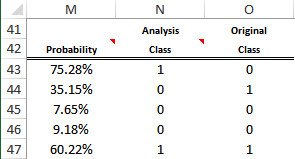 M N O
41 Analysis Original
42 Probability Class Class
43 75.28% 1 0
44 35.15% 0 1
45 7.65% 0 0
46 9.18% 0 0
47 60.22% 1 1